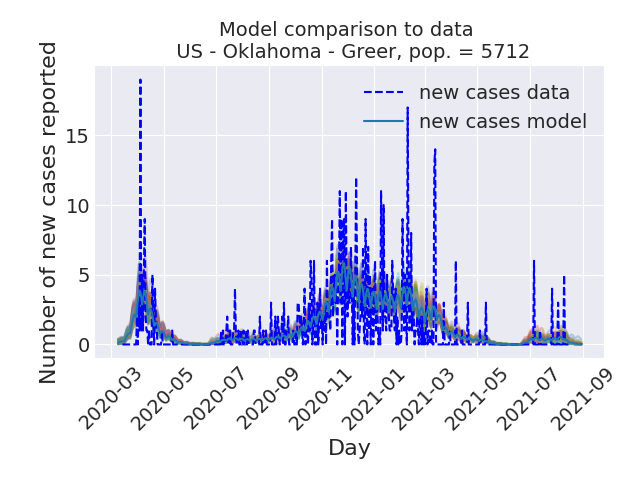 Model comparison to data
US - Oklahoma - Greer, pop. = 5712
new cases data
new cases model
Number of new cases reported
15
10
5
0
2020-03
2020-05
2020-07
2020-09
2020-11
2021-01
2021-03
2021-05
2021-07
2021-09
Day